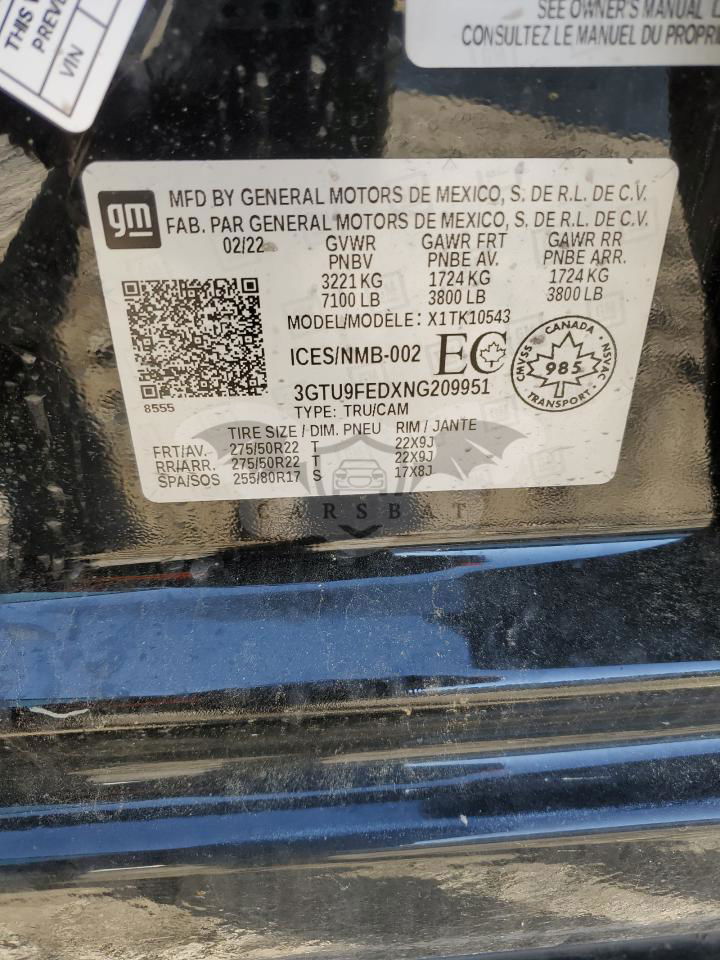 THIS V
PREVE
VIN
SEE OWNER'S MANUAL
CONSULTEZ LE MANUEL DU PROPRI
gm
MFD BY GENERAL MOTORS DE MEXICO, S. DE R.L. DE C.V.
FAB. PAR GENERAL MOTORS DE MEXICO, S. DE R.L. DE C.V.
02/22 GVWR GAWR FRT GAWR RR
PNBV PNBE AV. PNBE ARR.
3221 KG 1724 KG 1724 KG
7100 LB 3800 LB 3800 LB
MODEL/MODÈLE: X1TK10543
ICES/NMB-002 EC
CANADA
CMVSS 985 NSVAC
TRANSPORT
3GTU9FEDXNG209951
8555 TYPE: TRU/CAM
TIRE SIZE / DIM. PNEU RIM / JANTE
FRT/AV. 275/50R22 T 22X9J
RR/ARR. 275/50R22 T 22X9J
SPA/SOS 255/80R17 S 17X8J
CARSBAT